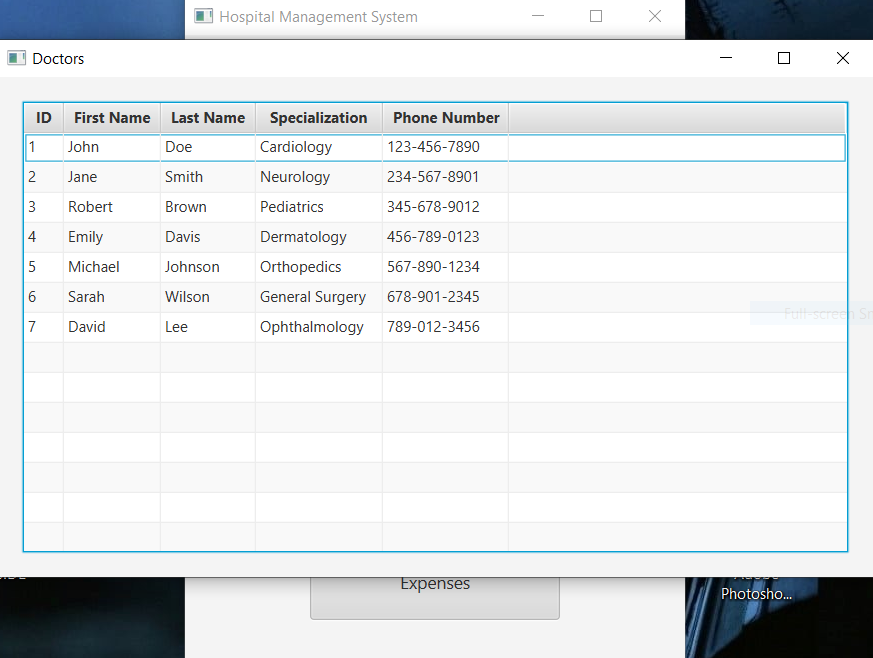 Hospital Management System
Doctors
ID First Name Last Name Specialization Phone Number
1 John Doe Cardiology 123-456-7890
2 Jane Smith Neurology 234-567-8901
3 Robert Brown Pediatrics 345-678-9012
4 Emily Davis Dermatology 456-789-0123
5 Michael Johnson Orthopedics 567-890-1234
6 Sarah Wilson General Surgery 678-901-2345
Full-screen
7 David Lee Ophthalmology 789-012-3456
Expenses
Adobe
Photosho...